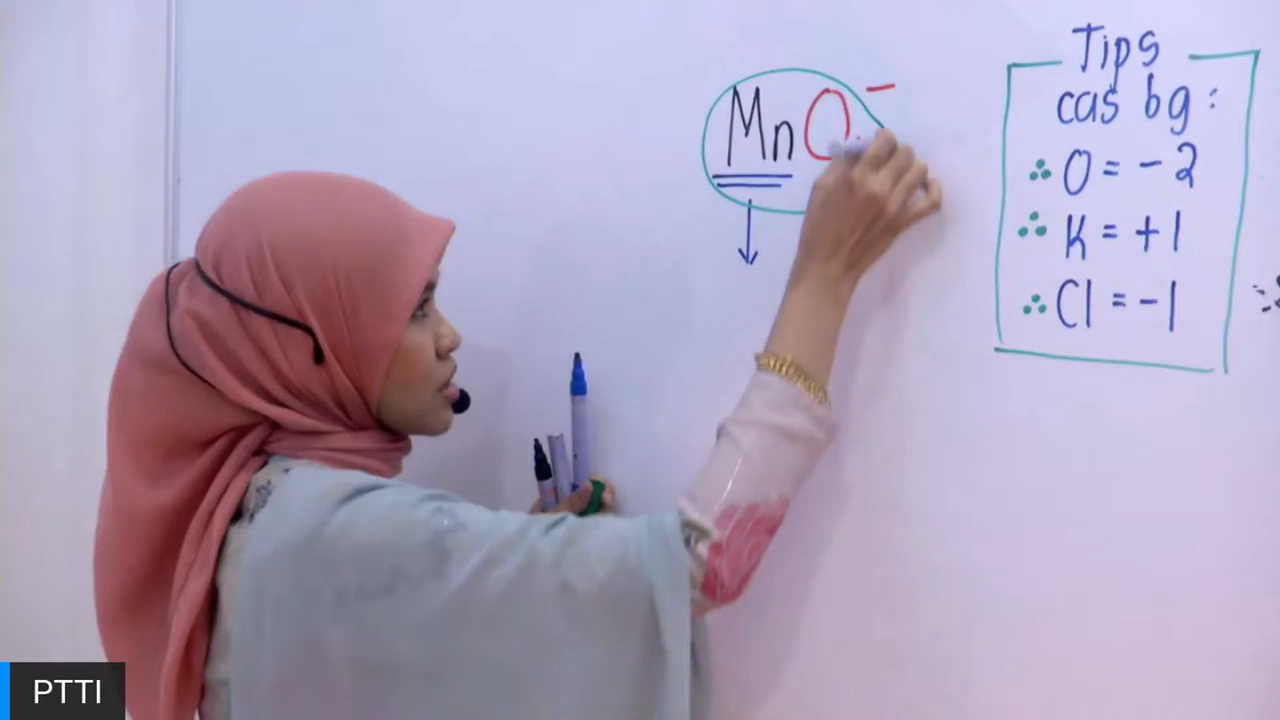 MnO⁻
Tips
cas bg :
∴ O = -2
∴ K = +1
∴ Cl = -1
PTTI